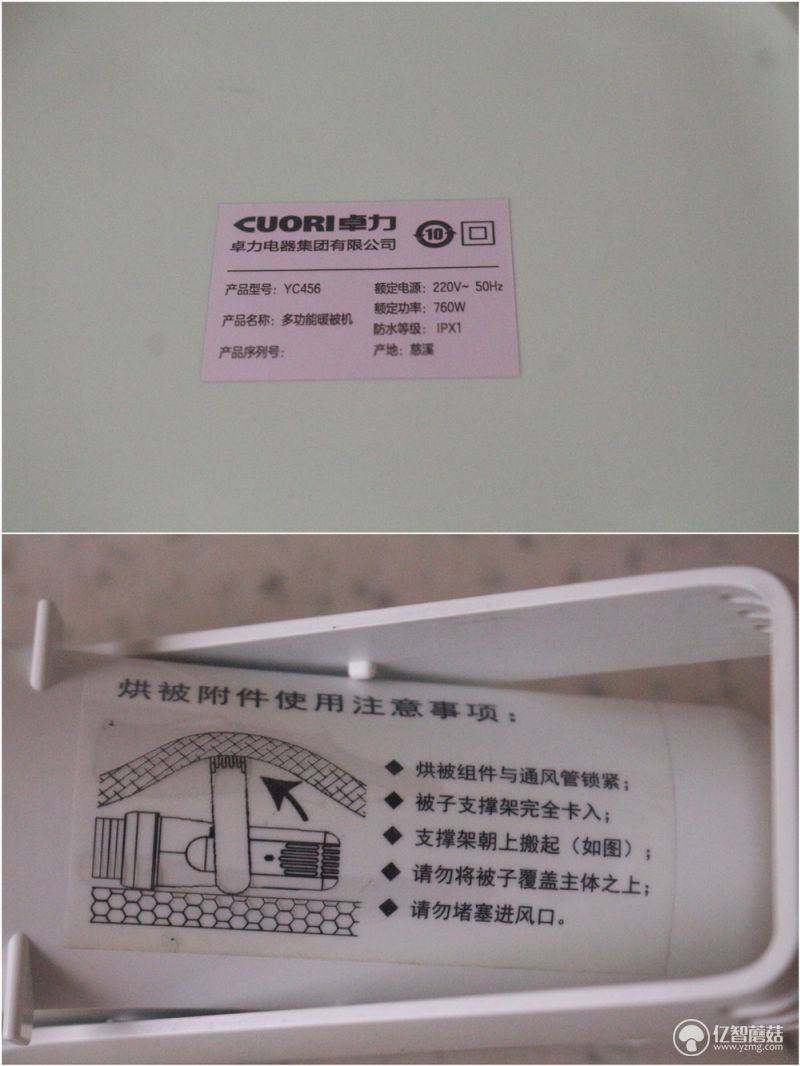 CUORI卓力
卓力电器集团有限公司
10
产品型号: YC456
额定电源: 220V~ 50Hz
额定功率: 760W
产品名称: 多功能暖被机
防水等级: IPX1
产品序列号:
产地: 慈溪
烘被附件使用注意事项:
◆ 烘被组件与通风管锁紧;
◆ 被子支撑架完全卡入;
◆ 支撑架朝上搬起(如图);
◆ 请勿将被子覆盖主体之上;
◆ 请勿堵塞进风口。
亿智蘑菇
www.yzmg.com